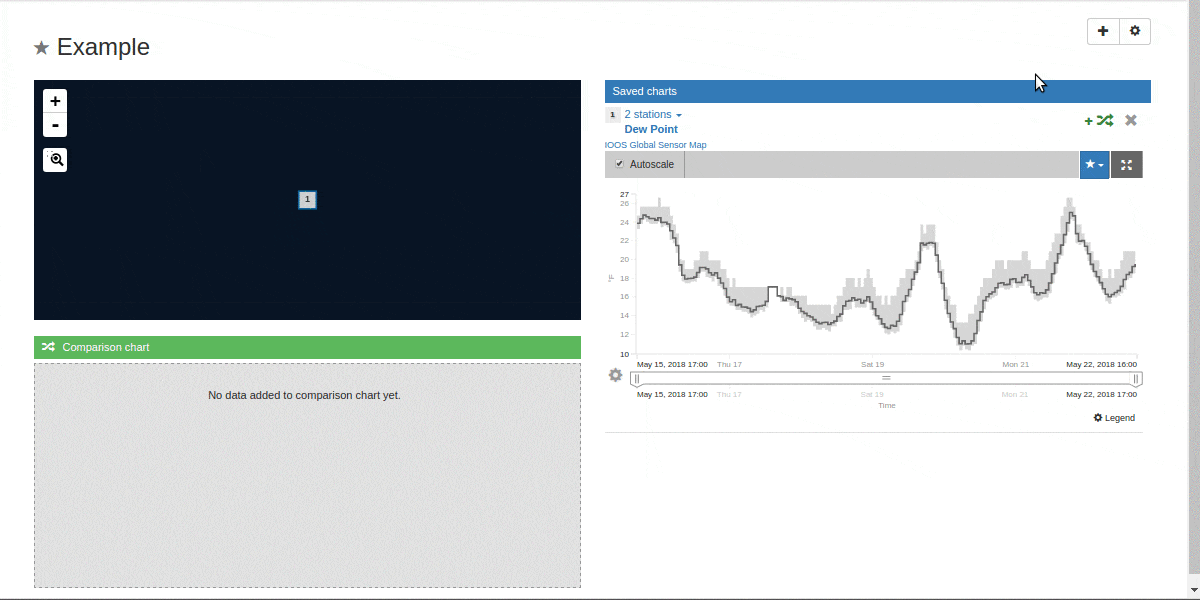 Example
+
-
1
Comparison chart
No data added to comparison chart yet.
Saved charts
1 2 stations
Dew Point
IOOS Global Sensor Map
Autoscale
27
26
24
22
20
18
16
14
12
10
°F
May 15, 2018 17:00 Thu 17 Sat 19 Mon 21 May 22, 2018 16:00
May 15, 2018 17:00 Thu 17 Sat 19 Mon 21 May 22, 2018 17:00
Time
Legend